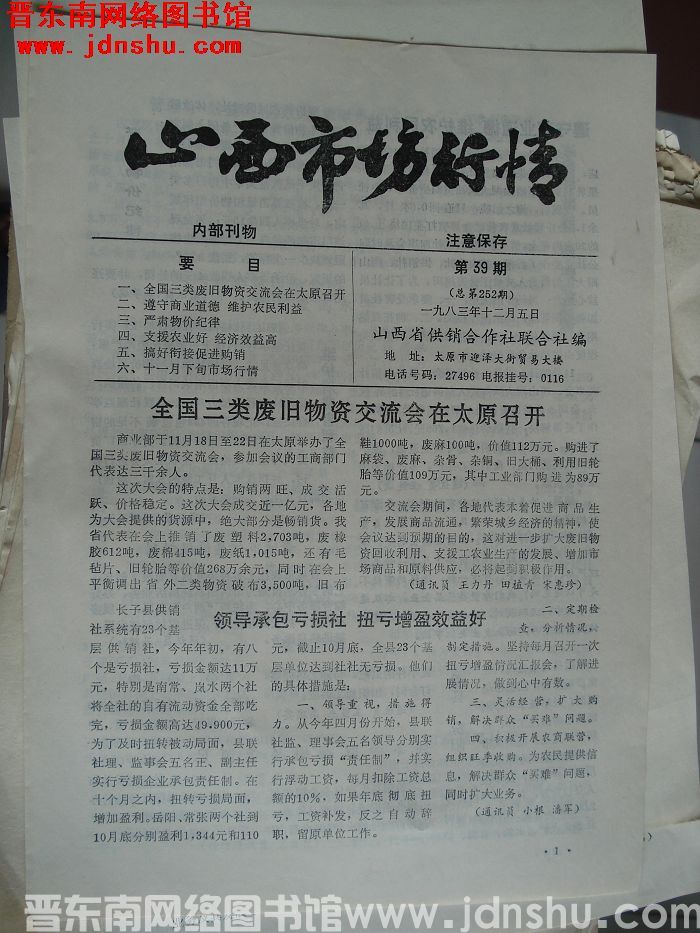 晋东南网络图书馆
www.jdnshu.com
山西市场行情
内部刊物
注意保存
要目
一、全国三类废旧物资交流会在太原召开
二、遵守商业道德 维护农民利益
三、严肃物价纪律
四、支援农业好 经济效益高
五、搞好衔接促进购销
六、十一月下旬市场行情
第39期
（总第252期）
一九八三年十二月五日
山西省供销合作社联合社编
地 址：太原市迎泽大街贸易大楼
电话号码：27496 电报挂号：0116
全国三类废旧物资交流会在太原召开
商业部于11月18日至22日在太原举办了全
国三类废旧物资交流会，参加会议的工商部门
代表达三千余人。
这次大会的特点是：购销两旺、成交活
跃、价格稳定。这次大会成交近一亿元，各地
为大会提供的货源中，绝大部分是畅销货。我
省代表在会上推销了废塑料2,703吨，废橡
胶612吨，废棉415吨，废纸1,015吨，还有毛
毡片、旧轮胎等价值268万余元，同时在会上
平衡调出省外二类物资破布3,500吨，旧布
鞋1000吨，废麻100吨，价值112万元。购进了
麻袋、废麻、杂骨、杂铜、旧大桶、利用旧轮
胎等价值109万元，其中工业部门购进为89万
元。
交流会期间，各地代表本着促进商品生
产，发展商品流通，繁荣城乡经济的精神，使
会议达到预期的目的，这对进一步扩大废旧物
资回收利用、支援工农业生产的发展、增加市
场商品和原料供应，必将起到积极作用。
（通讯员 王力丹 田植青 宋惠珍）
领导承包亏损社 扭亏增盈效益好
长子县供销
社系统有23个基
层供销社，今年年初，有八
个是亏损社，亏损金额达11万
元，特别是南常、岚水两个社
将全社的自有流动资金全部吃
完，亏损金额高达49.900元，
为了及时扭转被动局面，县联
社理、监事会五名正、副主任
实行亏损企业承包责任制。在
十个月之内，扭转亏损局面，
增加盈利。岳阳、常张两个社到
10月底分别盈利1,344元和110
元，截止10月底，全县23个基
层单位达到社社无亏损。他们
的具体措施是：
一、领导重视，措施得
力。从今年四月份开始，县联
社监、理事会五名领导分别实
行承包亏损“责任制”，并实
行浮动工资，每月扣除工资总
额的10%，如果年底彻底扭
亏，工资补发，反之自动辞
职，留原单位工作。
二、定期检
查，分析情况，
制定措施。坚持每月召开一次
扭亏增盈情况汇报会，了解进
展情况，做到心中有数。
三、灵活经营，扩大购
销，解决群众“买难”问题。
四、积极开展农商联营，
组织旺季收购。为农民提供信
息，解决群众“买难”问题，
同时扩大业务。
（通讯员 小根 潘军）
·1·
晋东南网络图书馆 www.jdnshu.com